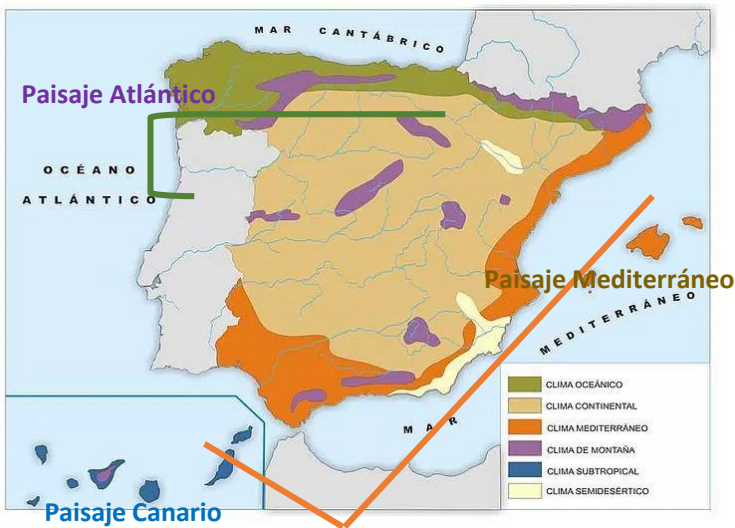 MAR CANTÁBRICO
Paisaje Atlántico
OCÉANO
ATLÁNTICO
Paisaje Mediterráneo
MAR MEDITERRÁNEO
CLIMA OCEÁNICO
CLIMA CONTINENTAL
CLIMA MEDITERRÁNEO
CLIMA DE MONTAÑA
CLIMA SUBTROPICAL
CLIMA SEMIDESÉRTICO
Paisaje Canario